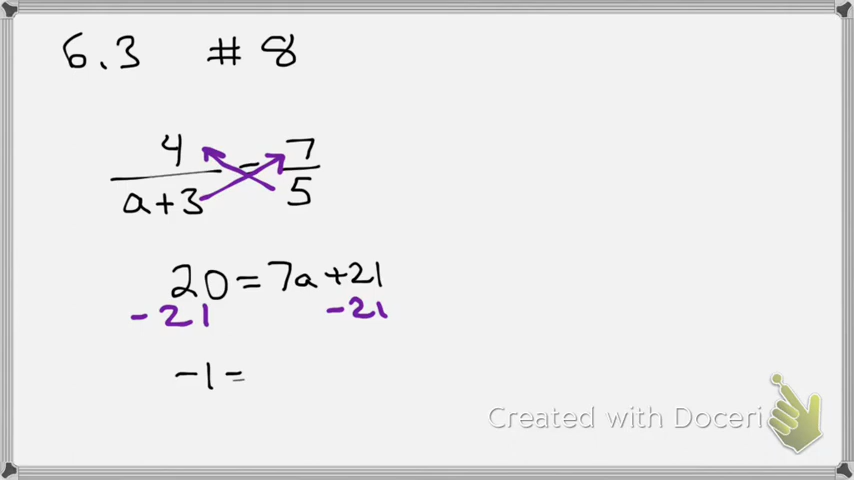 6.3 # 8
4/(a+3) = 7/5
20 = 7a + 21
-21 -21
-1 =
Created with Doceri